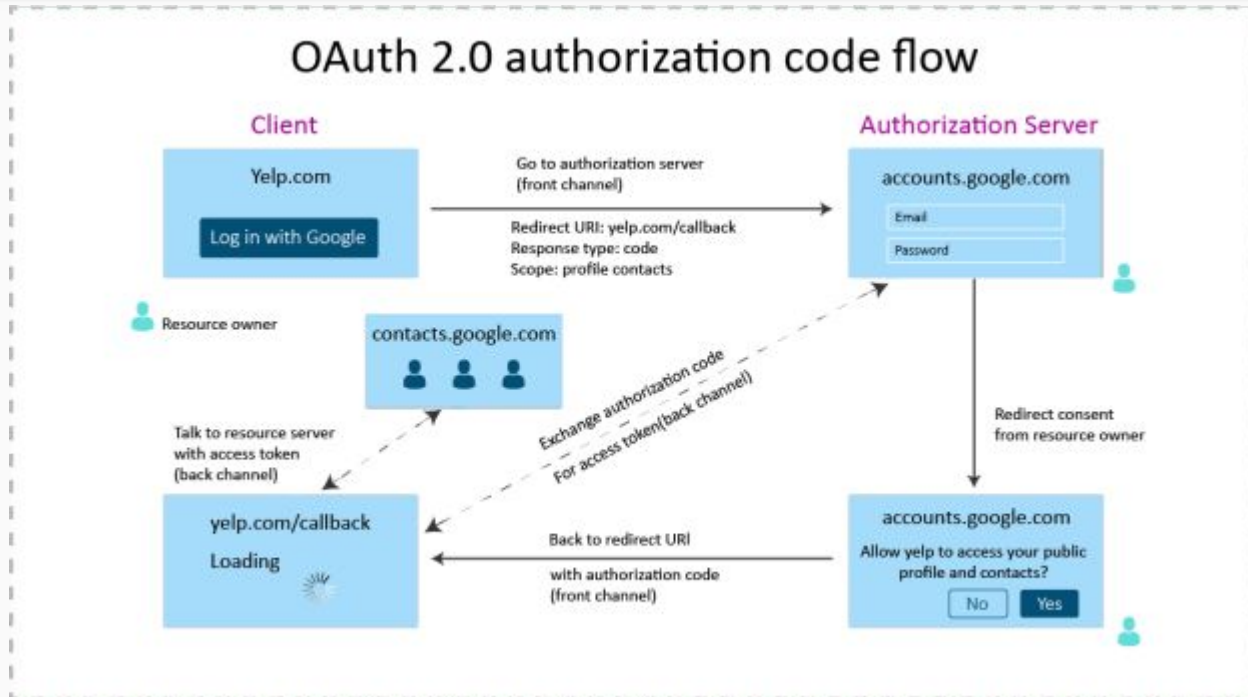 OAuth 2.0 authorization code flow
Client
Authorization Server
Yelp.com
Log in with Google
Go to authorization server
(front channel)
Redirect URI: yelp.com/callback
Response type: code
Scope: profile contacts
accounts.google.com
Email
Password
Resource owner
contacts.google.com
Exchange authorization code
For access token(back channel)
Redirect consent
from resource owner
Talk to resource server
with access token
(back channel)
yelp.com/callback
Loading
Back to redirect URI
with authorization code
(front channel)
accounts.google.com
Allow yelp to access your public
profile and contacts?
No
Yes